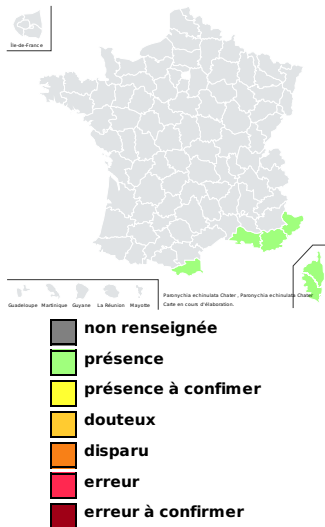 Île-de-France
Guadeloupe Martinique Guyane La Réunion Mayotte
Paronychia echinulata Chater , Paronychia echinulata Chater
Carte en cours d'élaboration.
non renseignée
présence
présence à confimer
douteux
disparu
erreur
erreur à confirmer